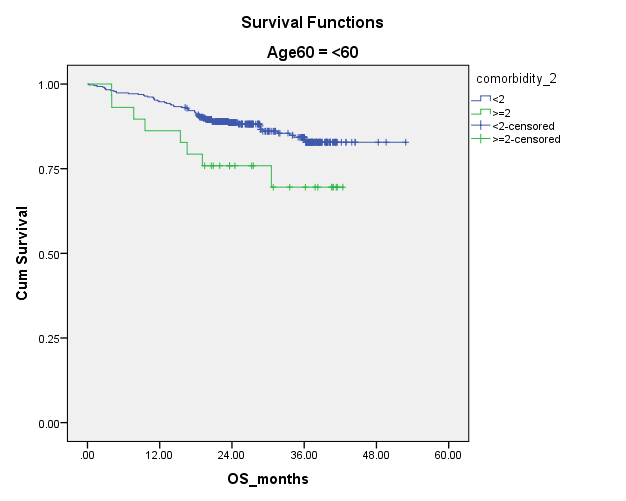 Survival Functions
Age60 = <60
comorbidity_2
<2
>=2
<2-censored
>=2-censored
Cum Survival
1.00
0.75
0.50
0.25
0.00
.00 12.00 24.00 36.00 48.00 60.00
OS_months